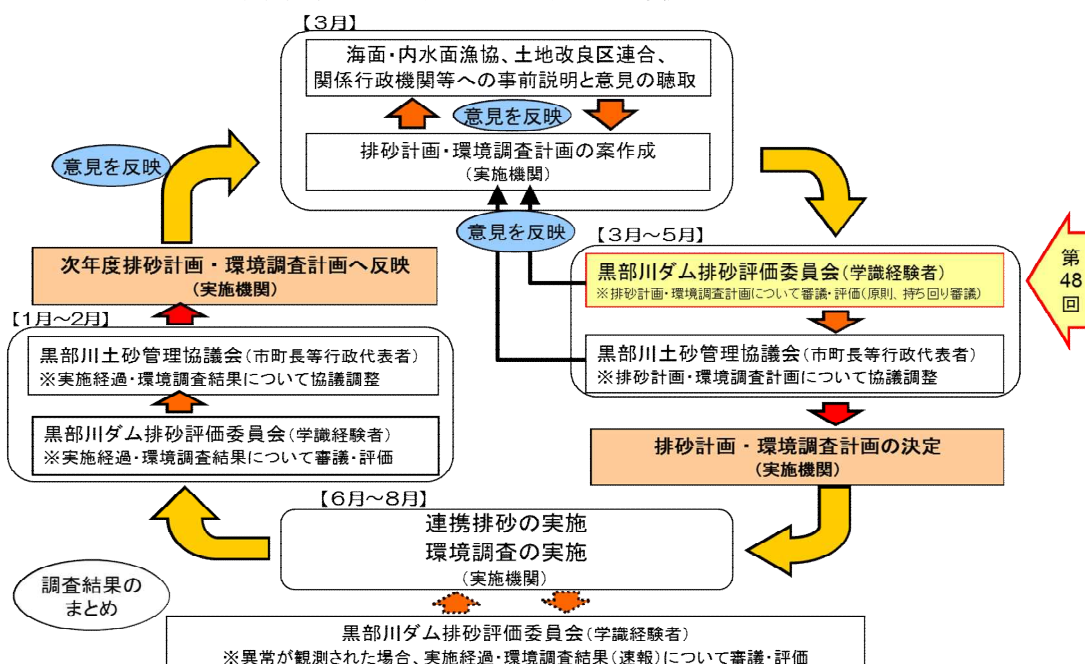 【3月】
海面・内水面漁協、土地改良区連合、
関係行政機関等への事前説明と意見の聴取
意見を反映
排砂計画・環境調査計画の案作成
(実施機関)
意見を反映
意見を反映
【3月～5月】
黒部川ダム排砂評価委員会(学識経験者)
※排砂計画・環境調査計画について審議・評価(原則、持ち回り審議)
第
48
回
黒部川土砂管理協議会(市町長等行政代表者)
※排砂計画・環境調査計画について協議調整
排砂計画・環境調査計画の決定
(実施機関)
【6月～8月】
連携排砂の実施
環境調査の実施
(実施機関)
黒部川ダム排砂評価委員会(学識経験者)
※異常が観測された場合、実施経過・環境調査結果(速報)について審議・評価
調査結果の
まとめ
次年度排砂計画・環境調査計画へ反映
(実施機関)
【1月～2月】
黒部川土砂管理協議会(市町長等行政代表者)
※実施経過・環境調査結果について協議調整
黒部川ダム排砂評価委員会(学識経験者)
※実施経過・環境調査結果について審議・評価